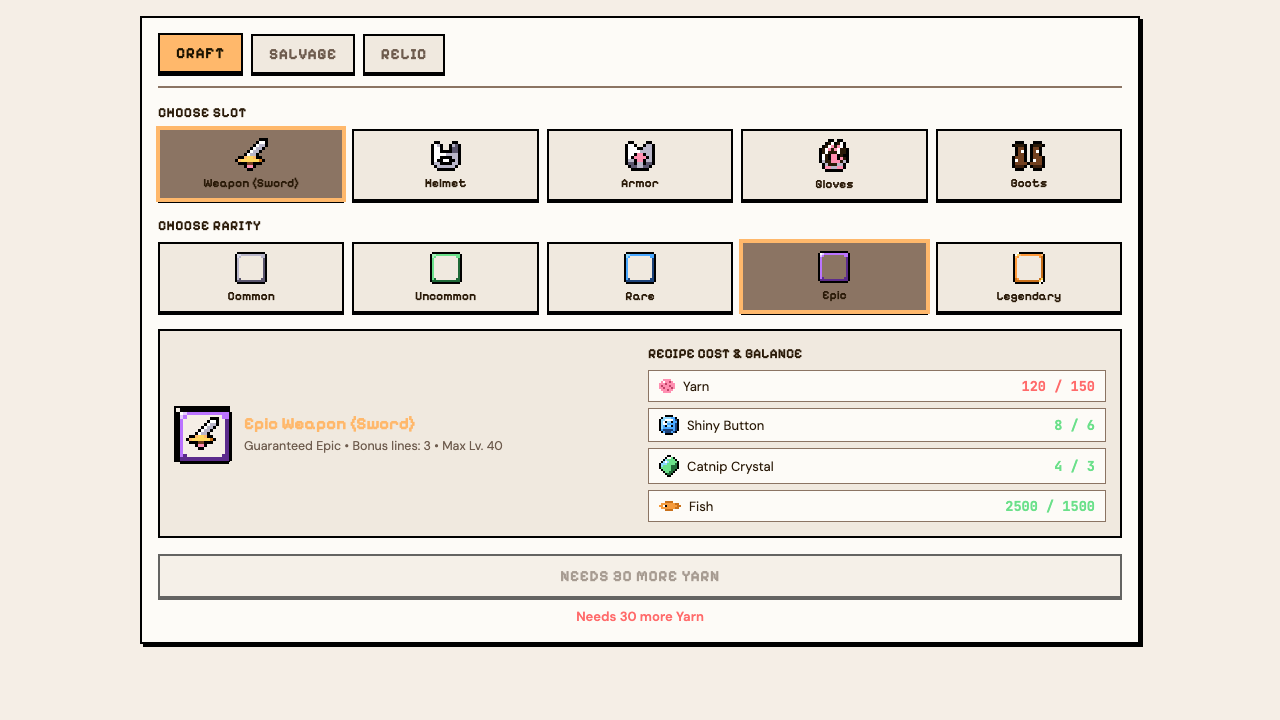 CRAFT
SALVAGE
RELIC
CHOOSE SLOT
Weapon (Sword)
Helmet
Armor
Gloves
Boots
CHOOSE RARITY
Common
Uncommon
Rare
Epic
Legendary
RECIPE COST & BALANCE
Yarn 120 / 150
Shiny Button 8 / 6
Catnip Crystal 4 / 3
Fish 2500 / 1500
Epic Weapon (Sword)
Guaranteed Epic • Bonus lines: 3 • Max Lv. 40
NEEDS 30 MORE YARN
Needs 30 more Yarn